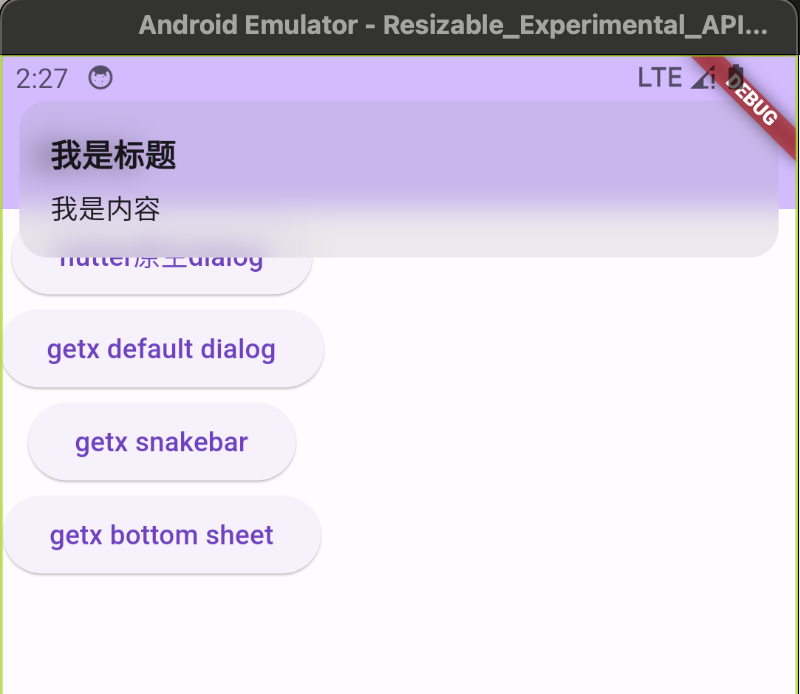 Android Emulator - Resizable_Experimental_API...
2:27
LTE
DEBUG
我是标题
我是内容
flutter原生dialog
getx default dialog
getx snakebar
getx bottom sheet